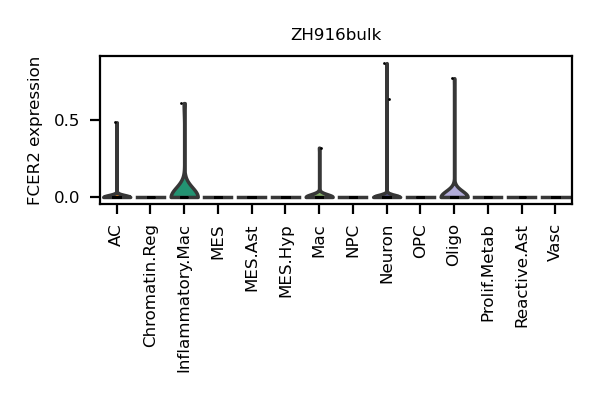 ZH916bulk
FCER2 expression
0.5
0.0
AC
Chromatin.Reg
Inflammatory.Mac
MES
MES.Ast
MES.Hyp
Mac
NPC
Neuron
OPC
Oligo
Prolif.Metab
Reactive.Ast
Vasc